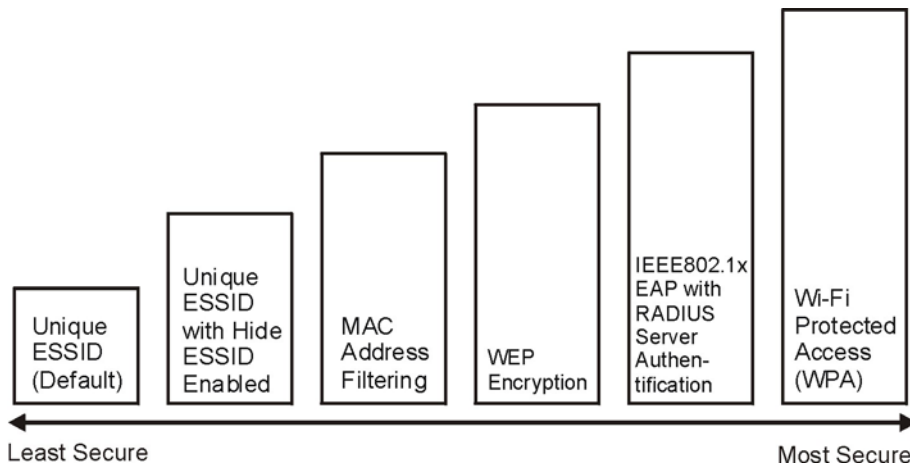 Unique
ESSID
(Default)
Unique
ESSID
with Hide
ESSID
Enabled
MAC
Address
Filtering
WEP
Encryption
IEEE802.1x
EAP with
RADIUS
Server
Authen-
tification
Wi-Fi
Protected
Access
(WPA)
Least Secure
Most Secure